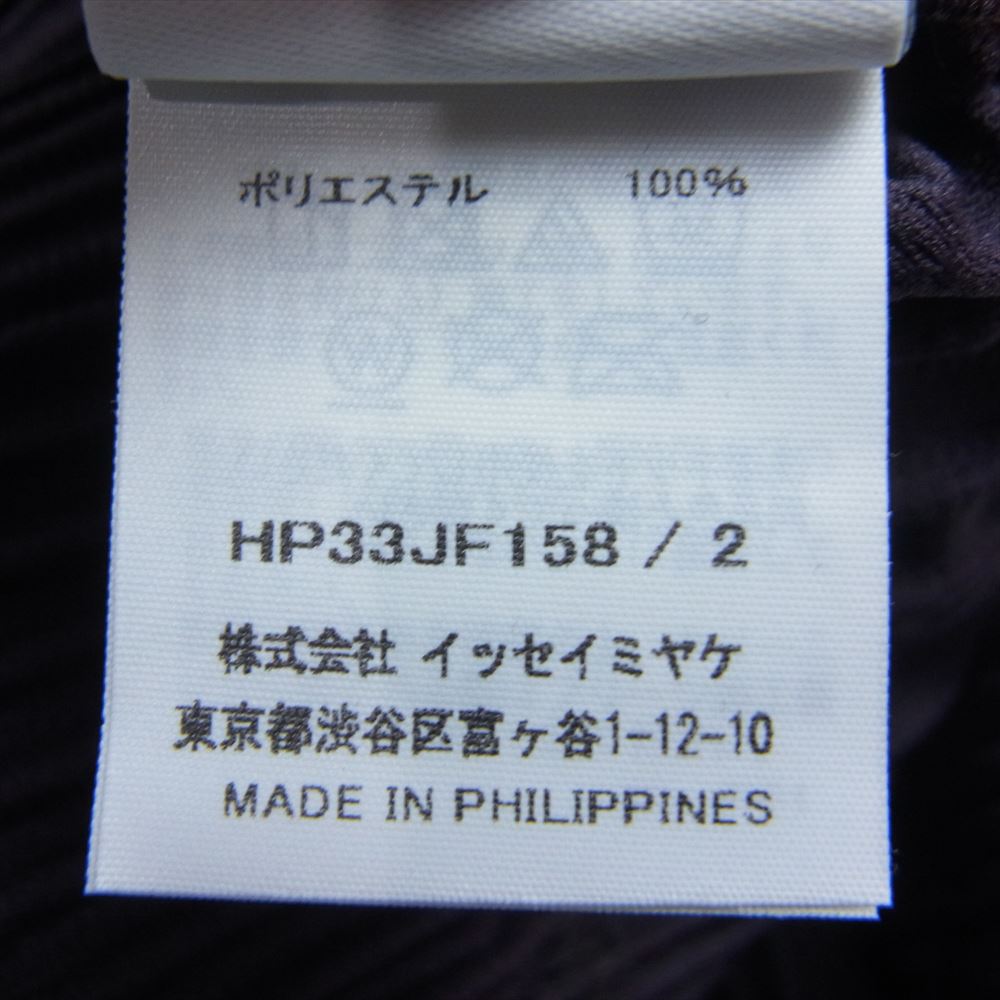 ポリエステル 100%
HP33JF158 / 2
株式会社 イッセイミヤケ
東京都渋谷区富ヶ谷1-12-10
MADE IN PHILIPPINES